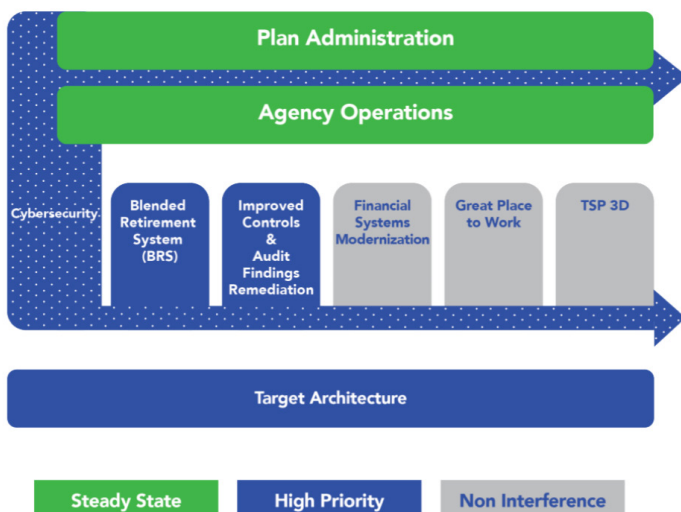 Plan Administration
Agency Operations
Cybersecurity
Blended
Retirement
System
(BRS)
Improved
Controls
&
Audit
Findings
Remediation
Financial
Systems
Modernization
Great Place
to Work
TSP 3D
Target Architecture
Steady State
High Priority
Non Interference